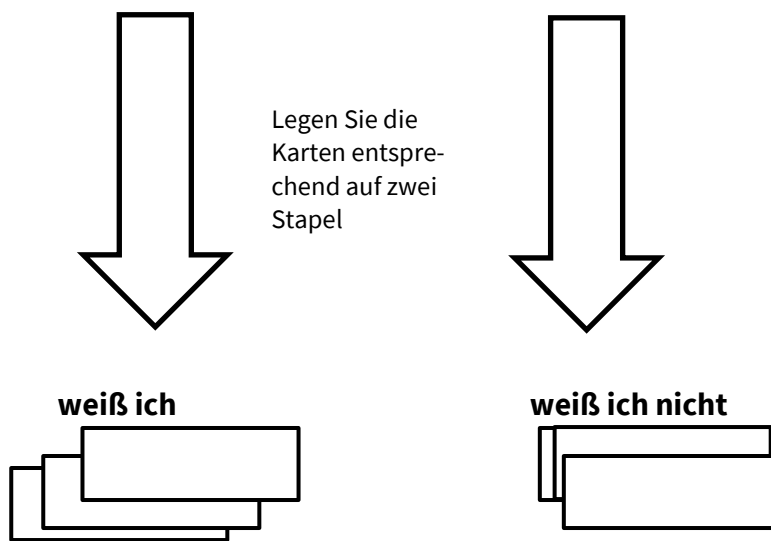 Legen Sie die
Karten entspre-
chend auf zwei
Stapel
weiß ich
weiß ich nicht